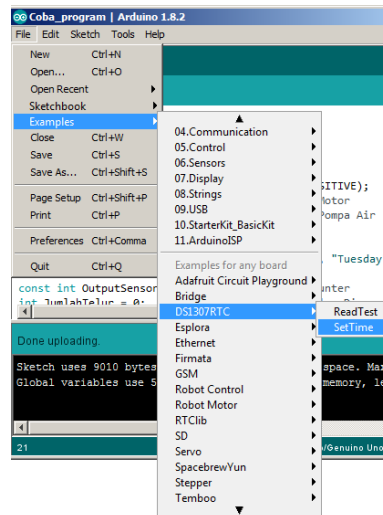 Coba_program | Arduino 1.8.2
File Edit Sketch Tools Help
New Ctrl+N
Open... Ctrl+O
Open Recent
Sketchbook
Examples
Close Ctrl+W
Save Ctrl+S
Save As... Ctrl+Shift+S
Page Setup Ctrl+Shift+P
Print Ctrl+P
Preferences Ctrl+Comma
Quit Ctrl+Q
04.Communication
05.Control
06.Sensors
07.Display
08.Strings
09.USB
10.StarterKit_BasicKit
11.ArduinoISP
Examples for any board
Adafruit Circuit Playground
Bridge
DS1307RTC
Esplora
Ethernet
Firmata
GSM
Robot Control
Robot Motor
RTClib
SD
Servo
SpacebrewYun
Stepper
Temboo
ReadTest
SetTime
SITIVE);
Motor
Pompa Air
, "Tuesday
unter
const int OutputSensor
int JumlahTelur = 0;
Done uploading.
Sketch uses 9010 bytes
space. Max
Global variables use 5
memory, le
21
/Genuino Uno